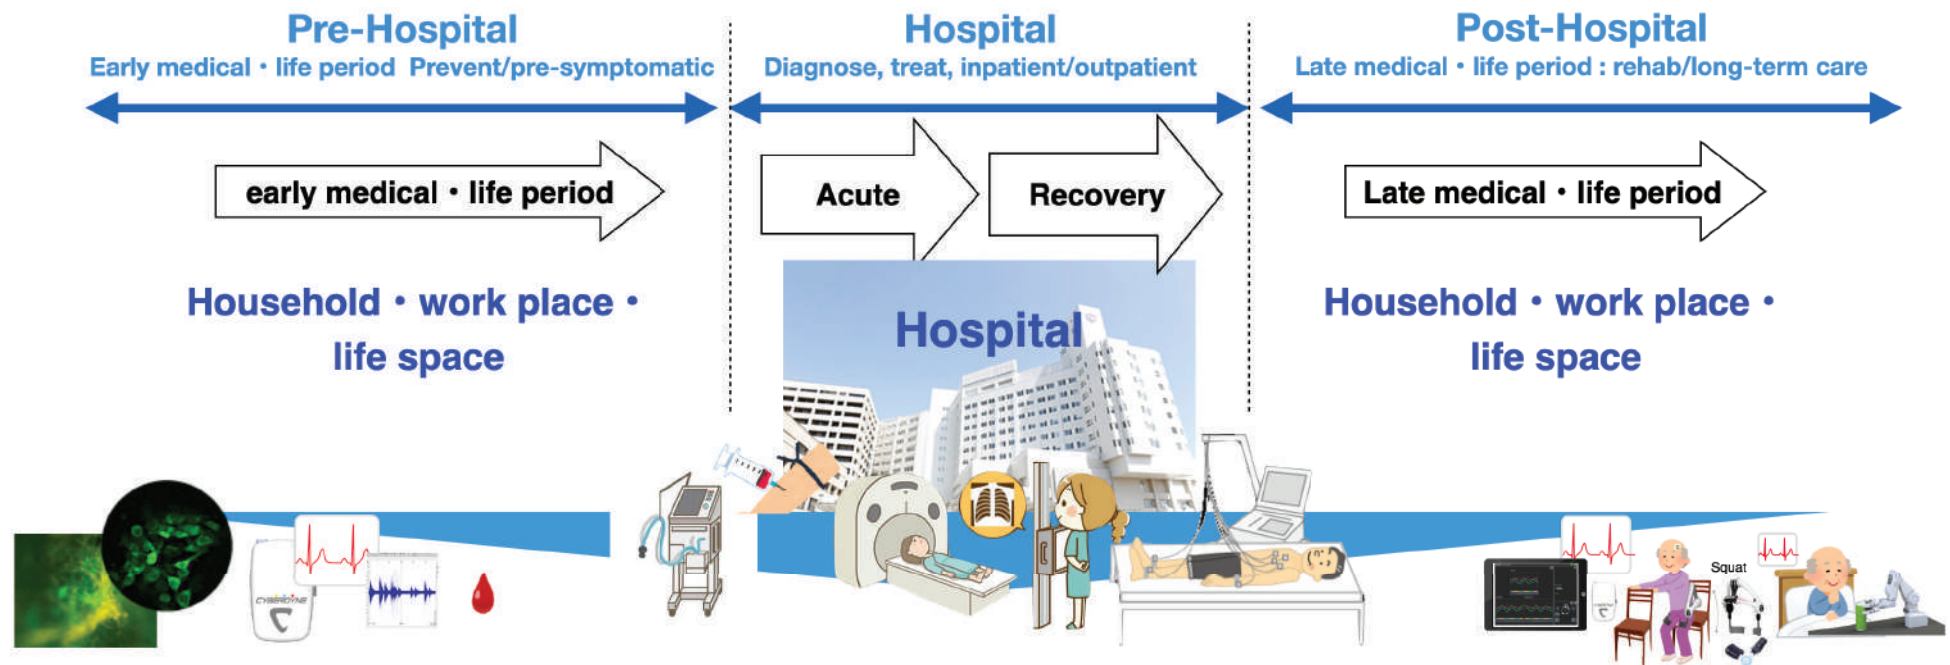 Pre-Hospital
Early medical・life period Prevent/pre-symptomatic
early medical・life period
Household・work place・
life space
Hospital
Diagnose, treat, inpatient/outpatient
Acute
Recovery
Hospital
Post-Hospital
Late medical・life period : rehab/long-term care
Late medical・life period
Household・work place・
life space
CYBERDYNE
Squat